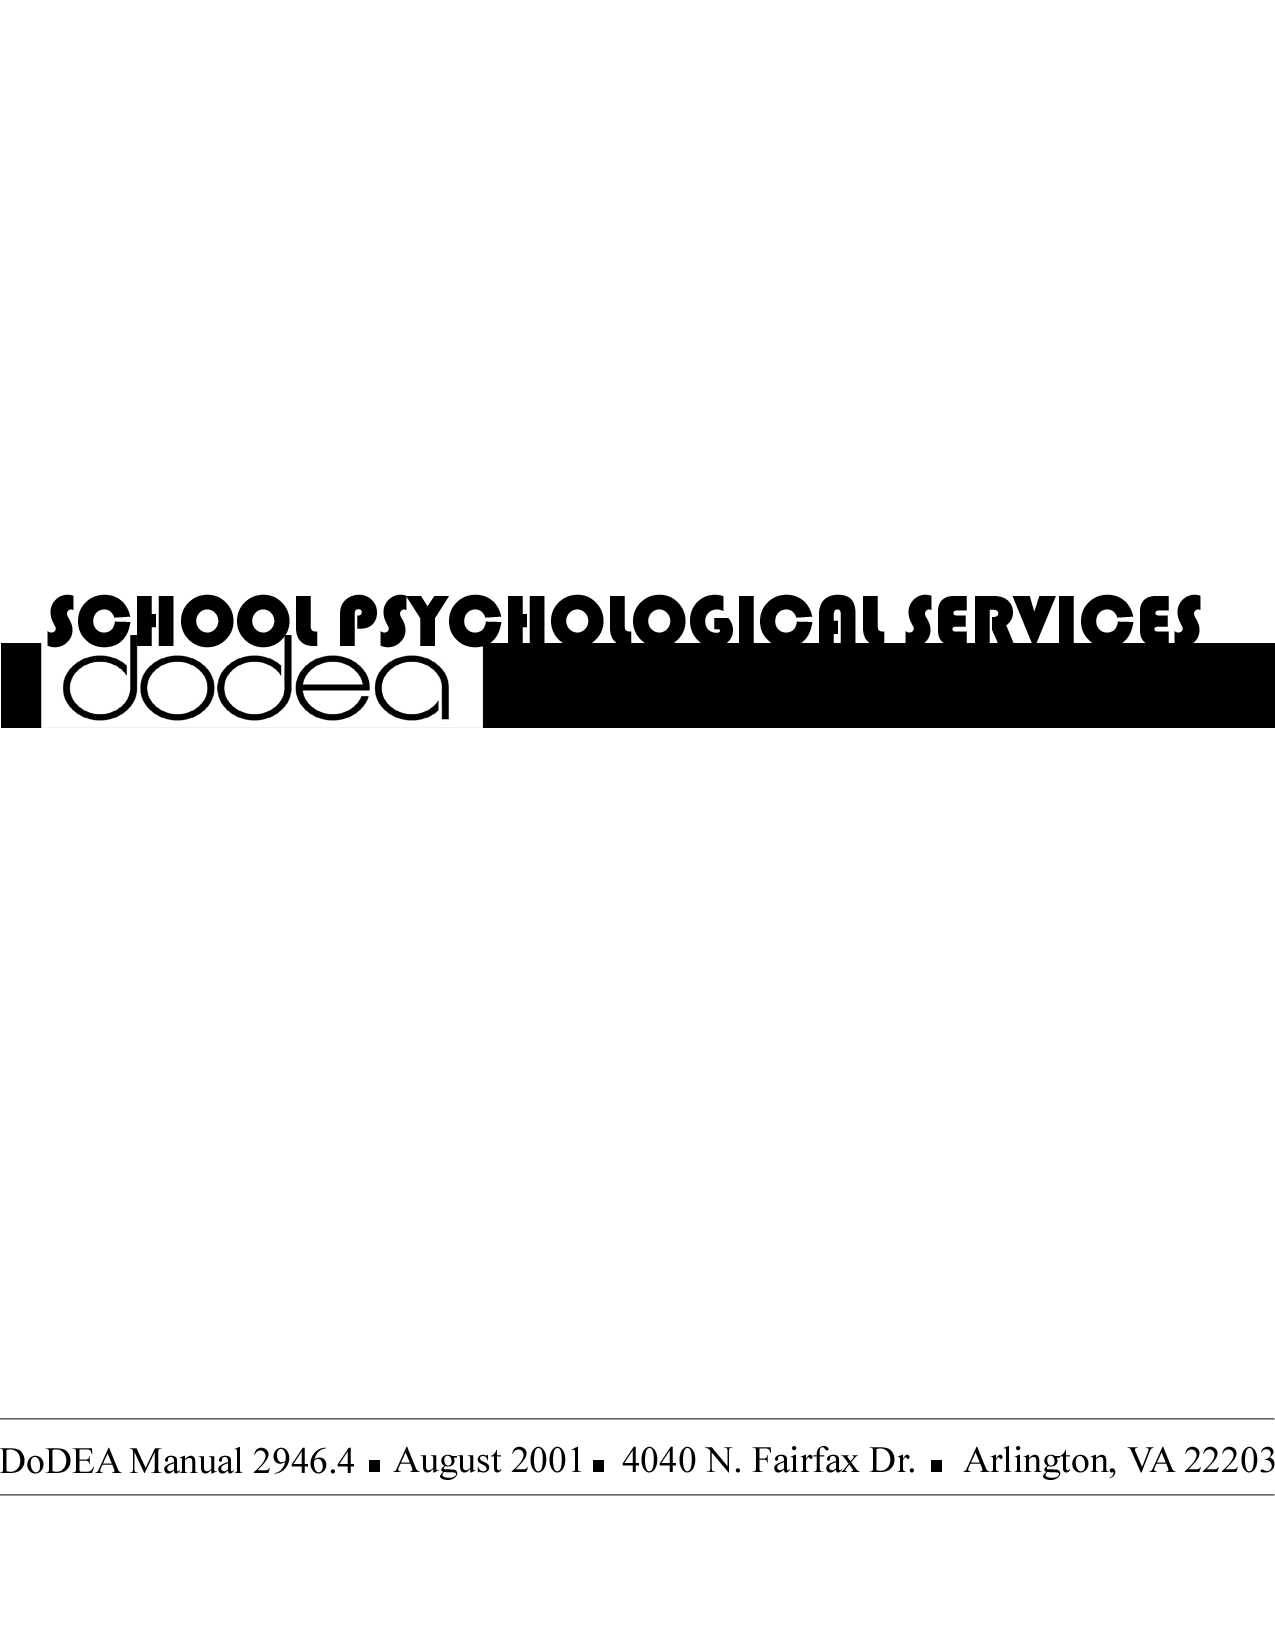 SCHOOL PSYCHOLOGICAL SERVICES
dodea
DoDEA Manual 2946.4 ■ August 2001 ■ 4040 N. Fairfax Dr. ■ Arlington, VA 22203